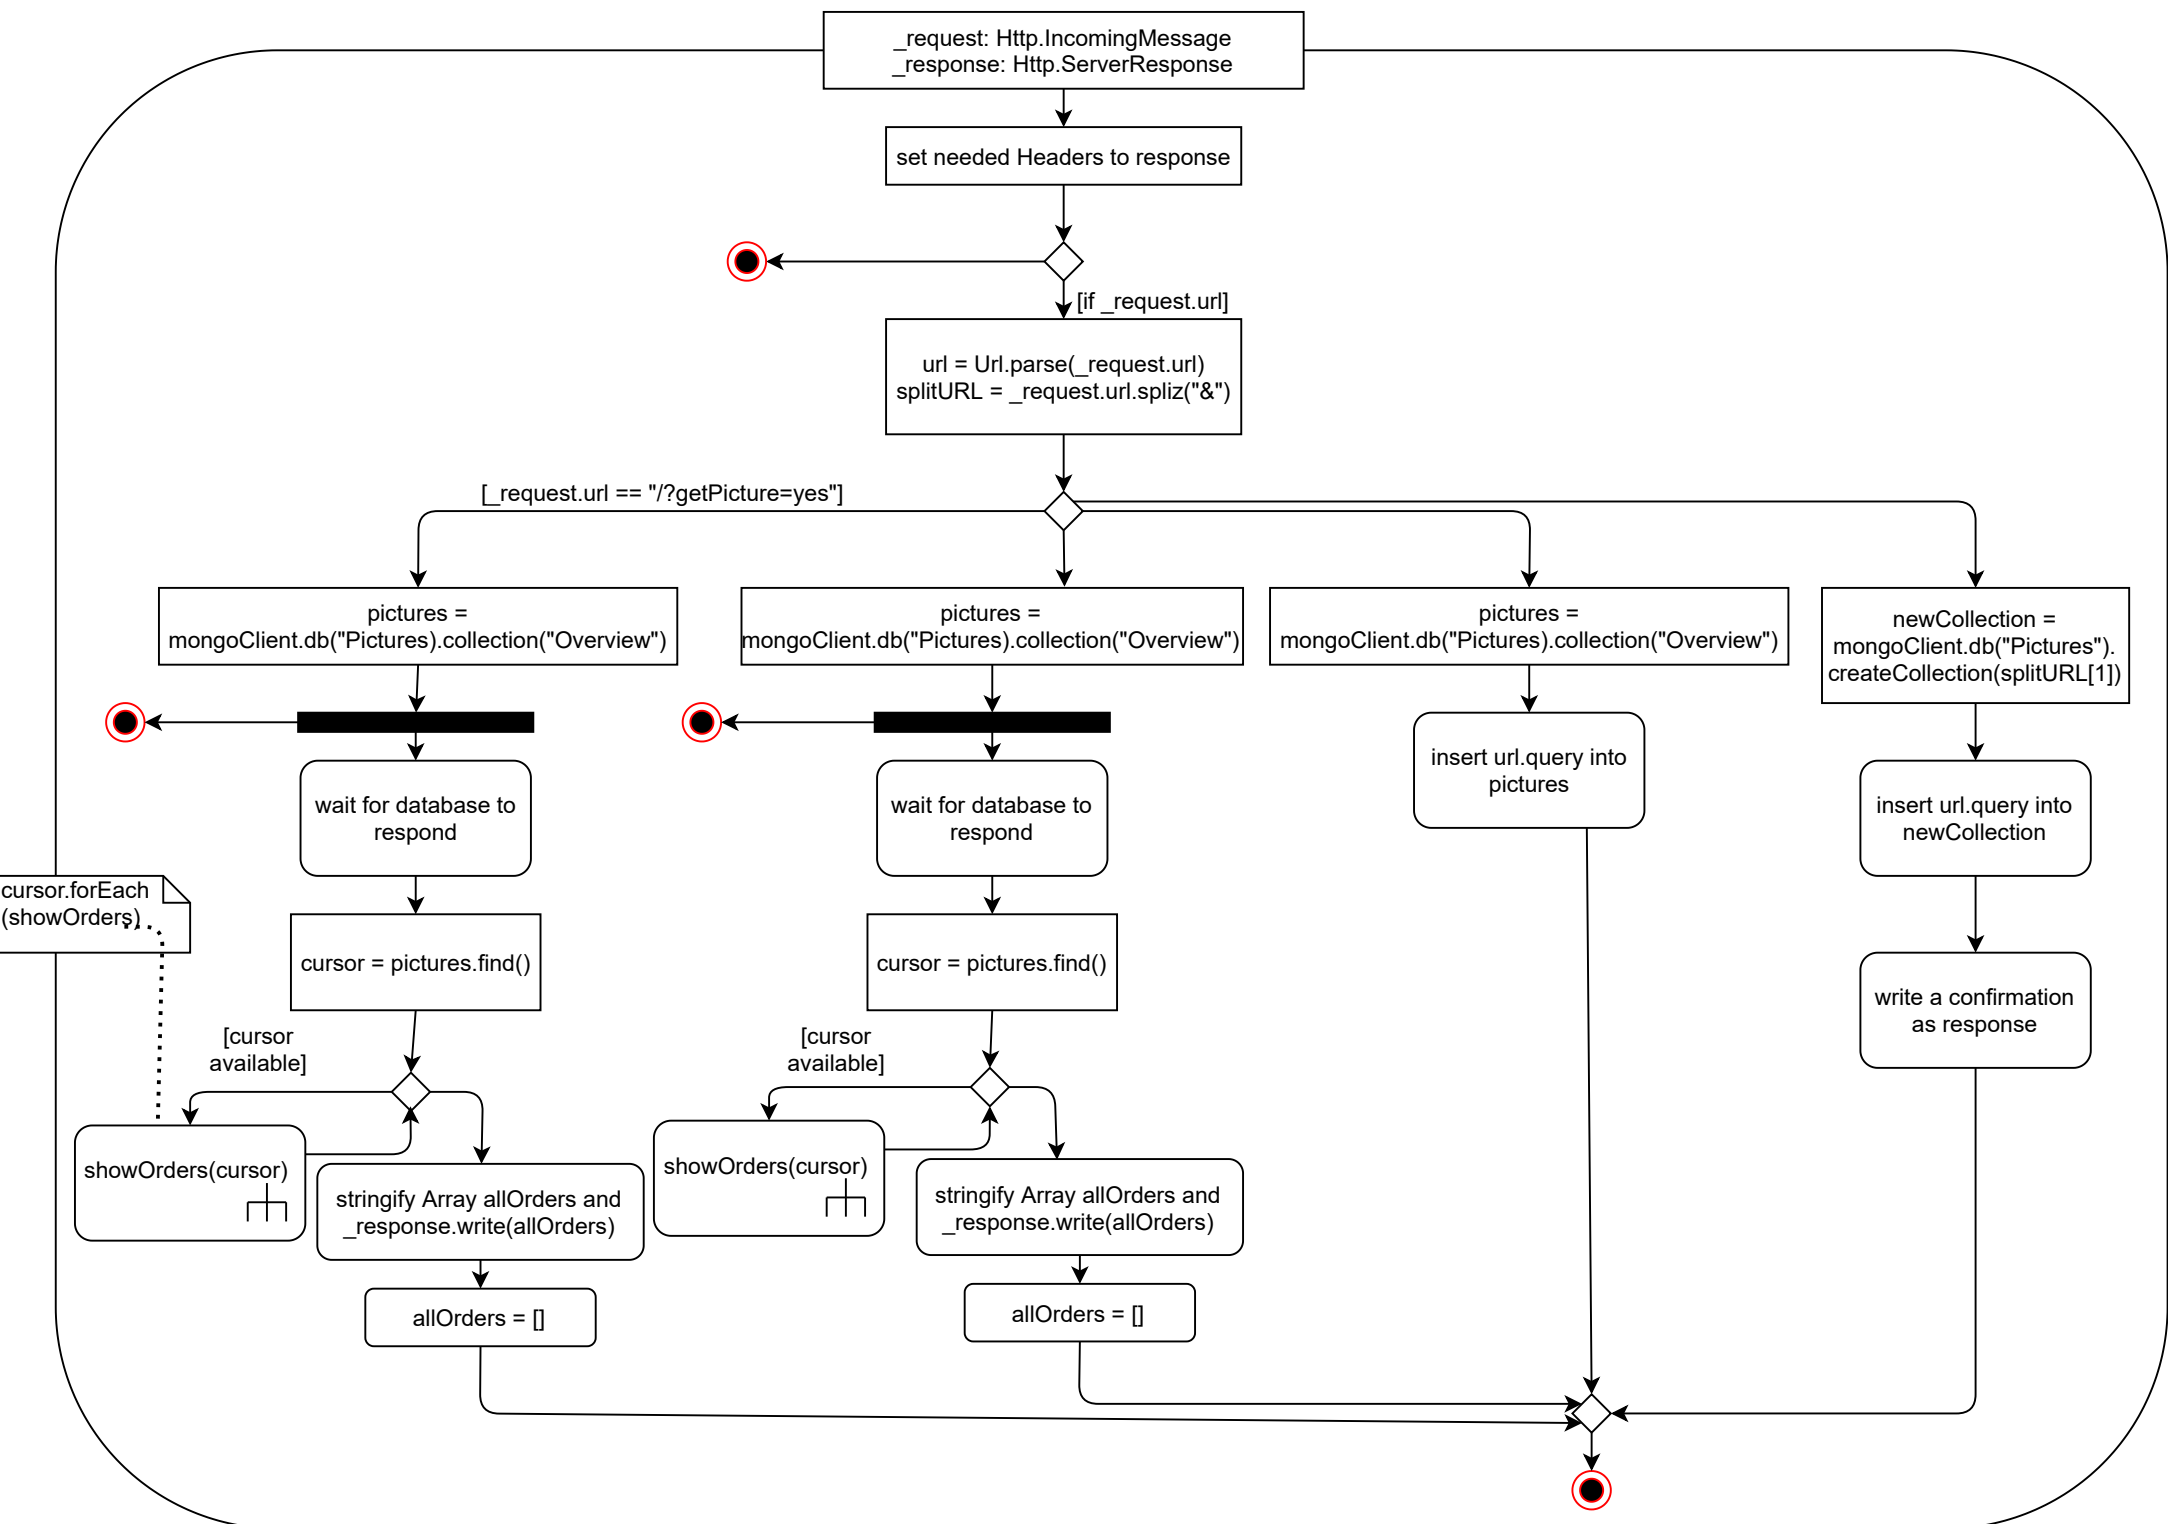 _request: Http.IncomingMessage
_response: Http.ServerResponse
set needed Headers to response
[if _request.url]
url = Url.parse(_request.url)
splitURL = _request.url.spliz("&")
[_request.url == "/?getPicture=yes"]
pictures =
mongoClient.db("Pictures).collection("Overview")
pictures =
mongoClient.db("Pictures).collection("Overview")
pictures =
mongoClient.db("Pictures).collection("Overview")
newCollection =
mongoClient.db("Pictures").
createCollection(splitURL[1])
wait for database to
respond
wait for database to
respond
insert url.query into
pictures
insert url.query into
newCollection
cursor.forEach
(showOrders)
cursor = pictures.find()
cursor = pictures.find()
write a confirmation
as response
[cursor
available]
[cursor
available]
showOrders(cursor)
stringify Array allOrders and
_response.write(allOrders)
showOrders(cursor)
stringify Array allOrders and
_response.write(allOrders)
allOrders = []
allOrders = []